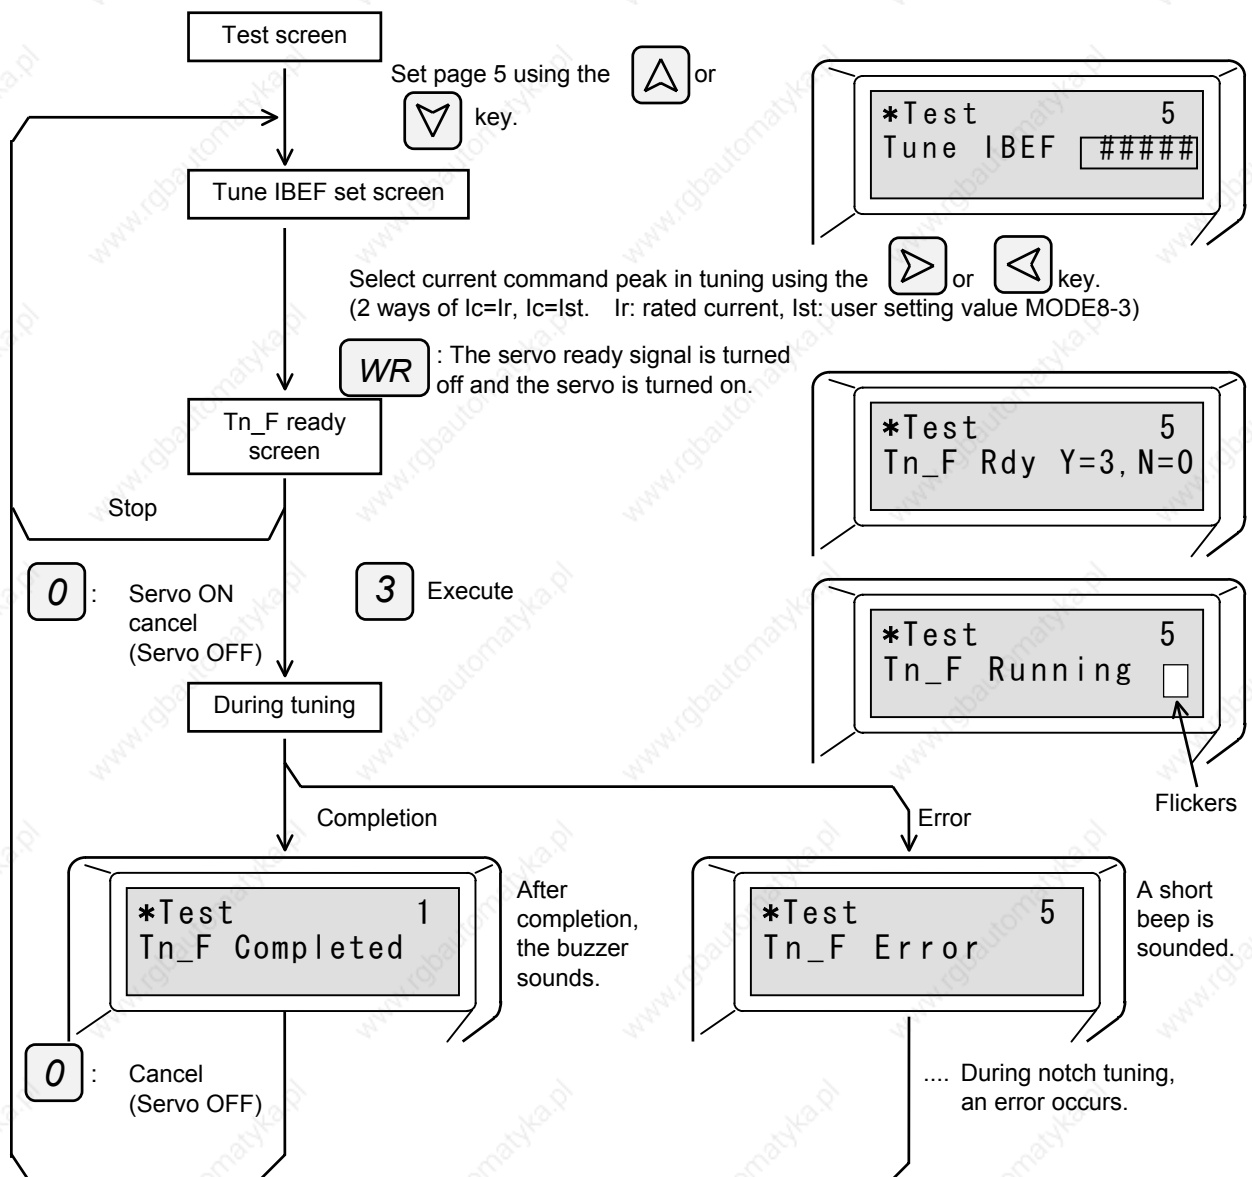 Test screen
Set page 5 using the or
key.
*Test 5
Tune IBEF #####
Tune IBEF set screen
Select current command peak in tuning using the or key.
(2 ways of Ic=Ir, Ic=Ist. Ir: rated current, Ist: user setting value MODE8-3)
WR : The servo ready signal is turned
off and the servo is turned on.
Tn_F ready
screen
*Test 5
Tn_F Rdy Y=3,N=0
Stop
0 : Servo ON
cancel
(Servo OFF)
3 Execute
*Test 5
Tn_F Running
Flickers
During tuning
Completion
Error
*Test 1
Tn_F Completed
After
completion,
the buzzer
sounds.
*Test 5
Tn_F Error
A short
beep is
sounded.
0 : Cancel
(Servo OFF)
.... During notch tuning,
an error occurs.
www.rgbautomatyka.pl